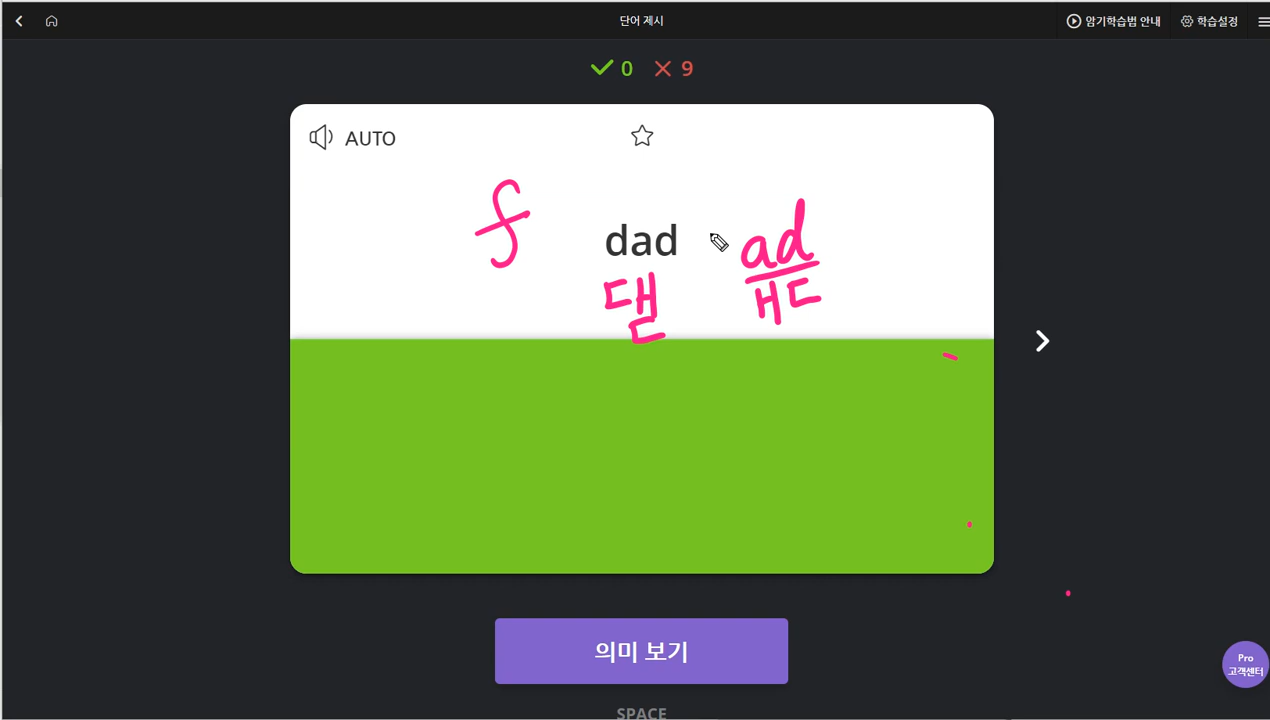 단어 제시
암기학습법 안내
학습설정
0 9
AUTO
f
dad
ad
댇
ㅐㄷ
의미 보기
SPACE
Pro
고객센터